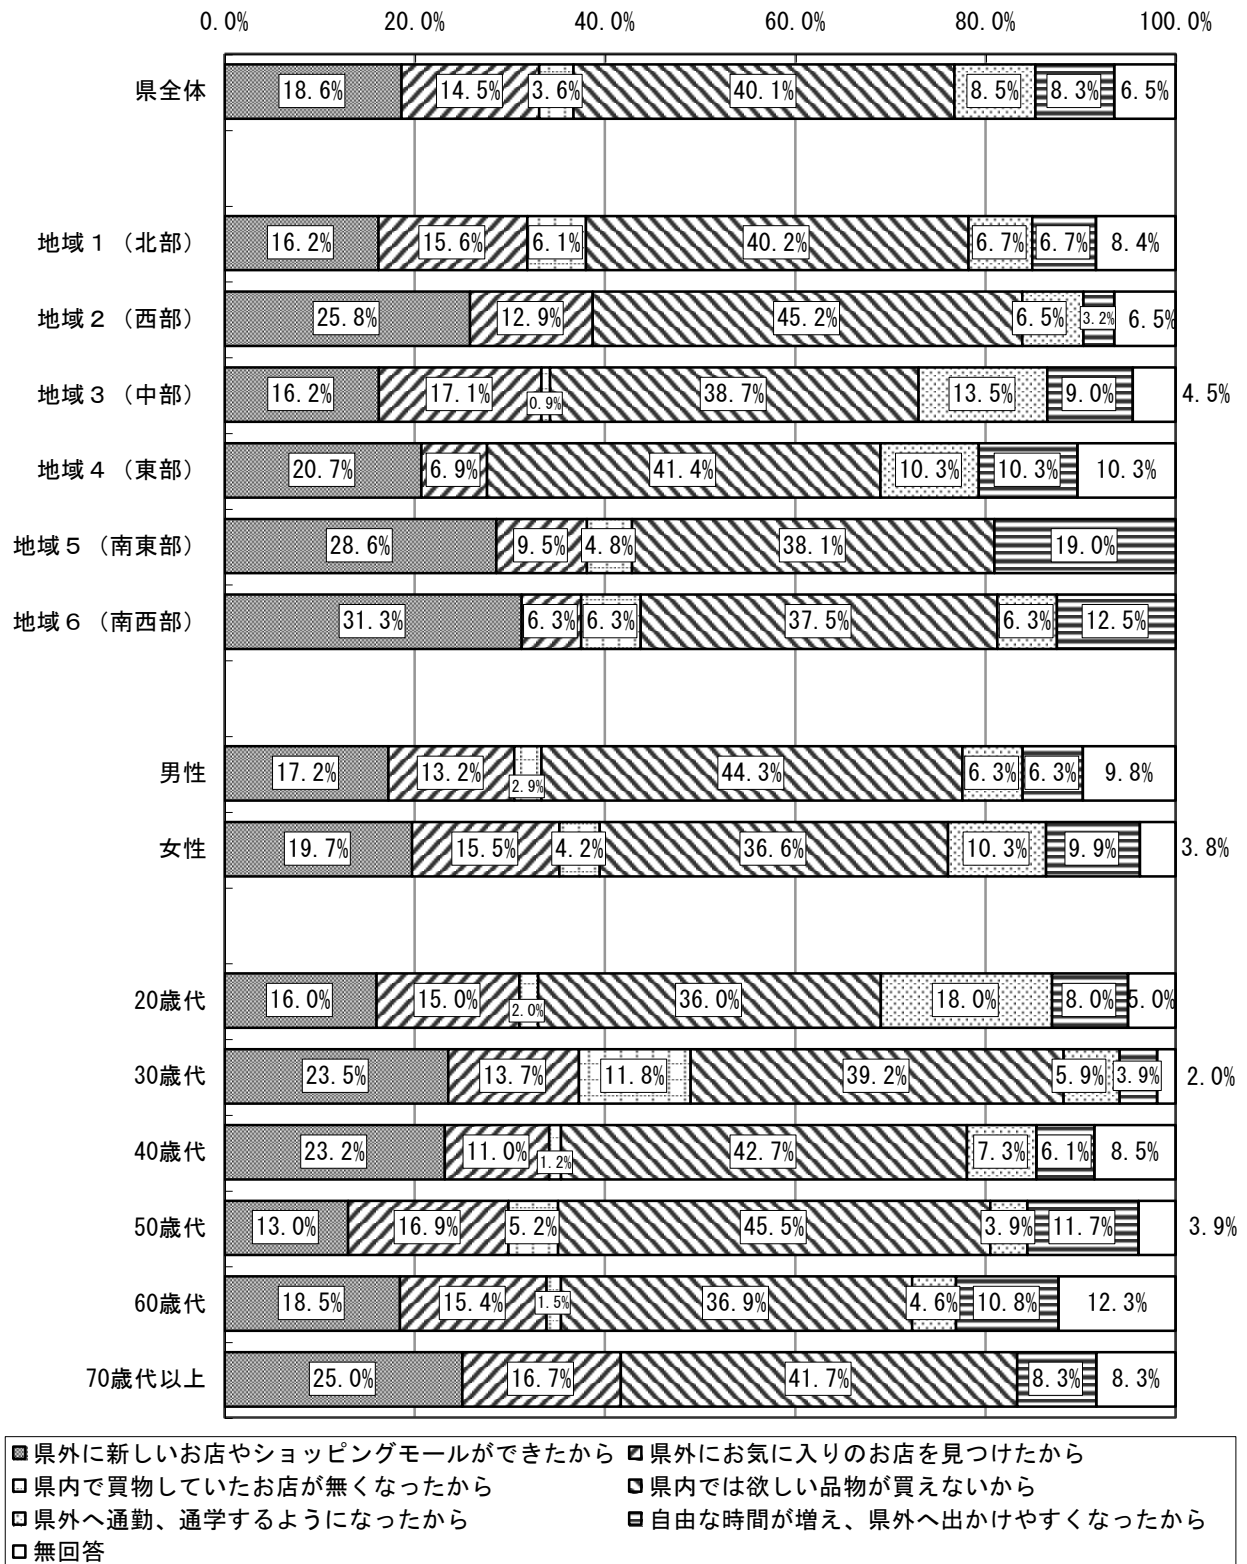 0.0% 20.0% 40.0% 60.0% 80.0% 100.0%
県全体 18.6% 14.5% 3.6% 40.1% 8.5% 8.3% 6.5%
地域１（北部） 16.2% 15.6% 6.1% 40.2% 6.7% 6.7% 8.4%
地域２（西部） 25.8% 12.9% 45.2% 6.5% 3.2% 6.5%
地域３（中部） 16.2% 17.1% 0.9% 38.7% 13.5% 9.0% 4.5%
地域４（東部） 20.7% 6.9% 41.4% 10.3% 10.3% 10.3%
地域５（南東部） 28.6% 9.5% 4.8% 38.1% 19.0%
地域６（南西部） 31.3% 6.3% 6.3% 37.5% 6.3% 12.5%
男性 17.2% 13.2% 2.9% 44.3% 6.3% 6.3% 9.8%
女性 19.7% 15.5% 4.2% 36.6% 10.3% 9.9% 3.8%
20歳代 16.0% 15.0% 2.0% 36.0% 18.0% 8.0% 5.0%
30歳代 23.5% 13.7% 11.8% 39.2% 5.9% 3.9% 2.0%
40歳代 23.2% 11.0% 1.2% 42.7% 7.3% 6.1% 8.5%
50歳代 13.0% 16.9% 5.2% 45.5% 3.9% 11.7% 3.9%
60歳代 18.5% 15.4% 1.5% 36.9% 4.6% 10.8% 12.3%
70歳代以上 25.0% 16.7% 41.7% 8.3% 8.3%
県外に新しいお店やショッピングモールができたから 県外にお気に入りのお店を見つけたから
県内で買物していたお店が無くなったから 県内では欲しい品物が買えないから
県外へ通勤、通学するようになったから 自由な時間が増え、県外へ出かけやすくなったから
無回答